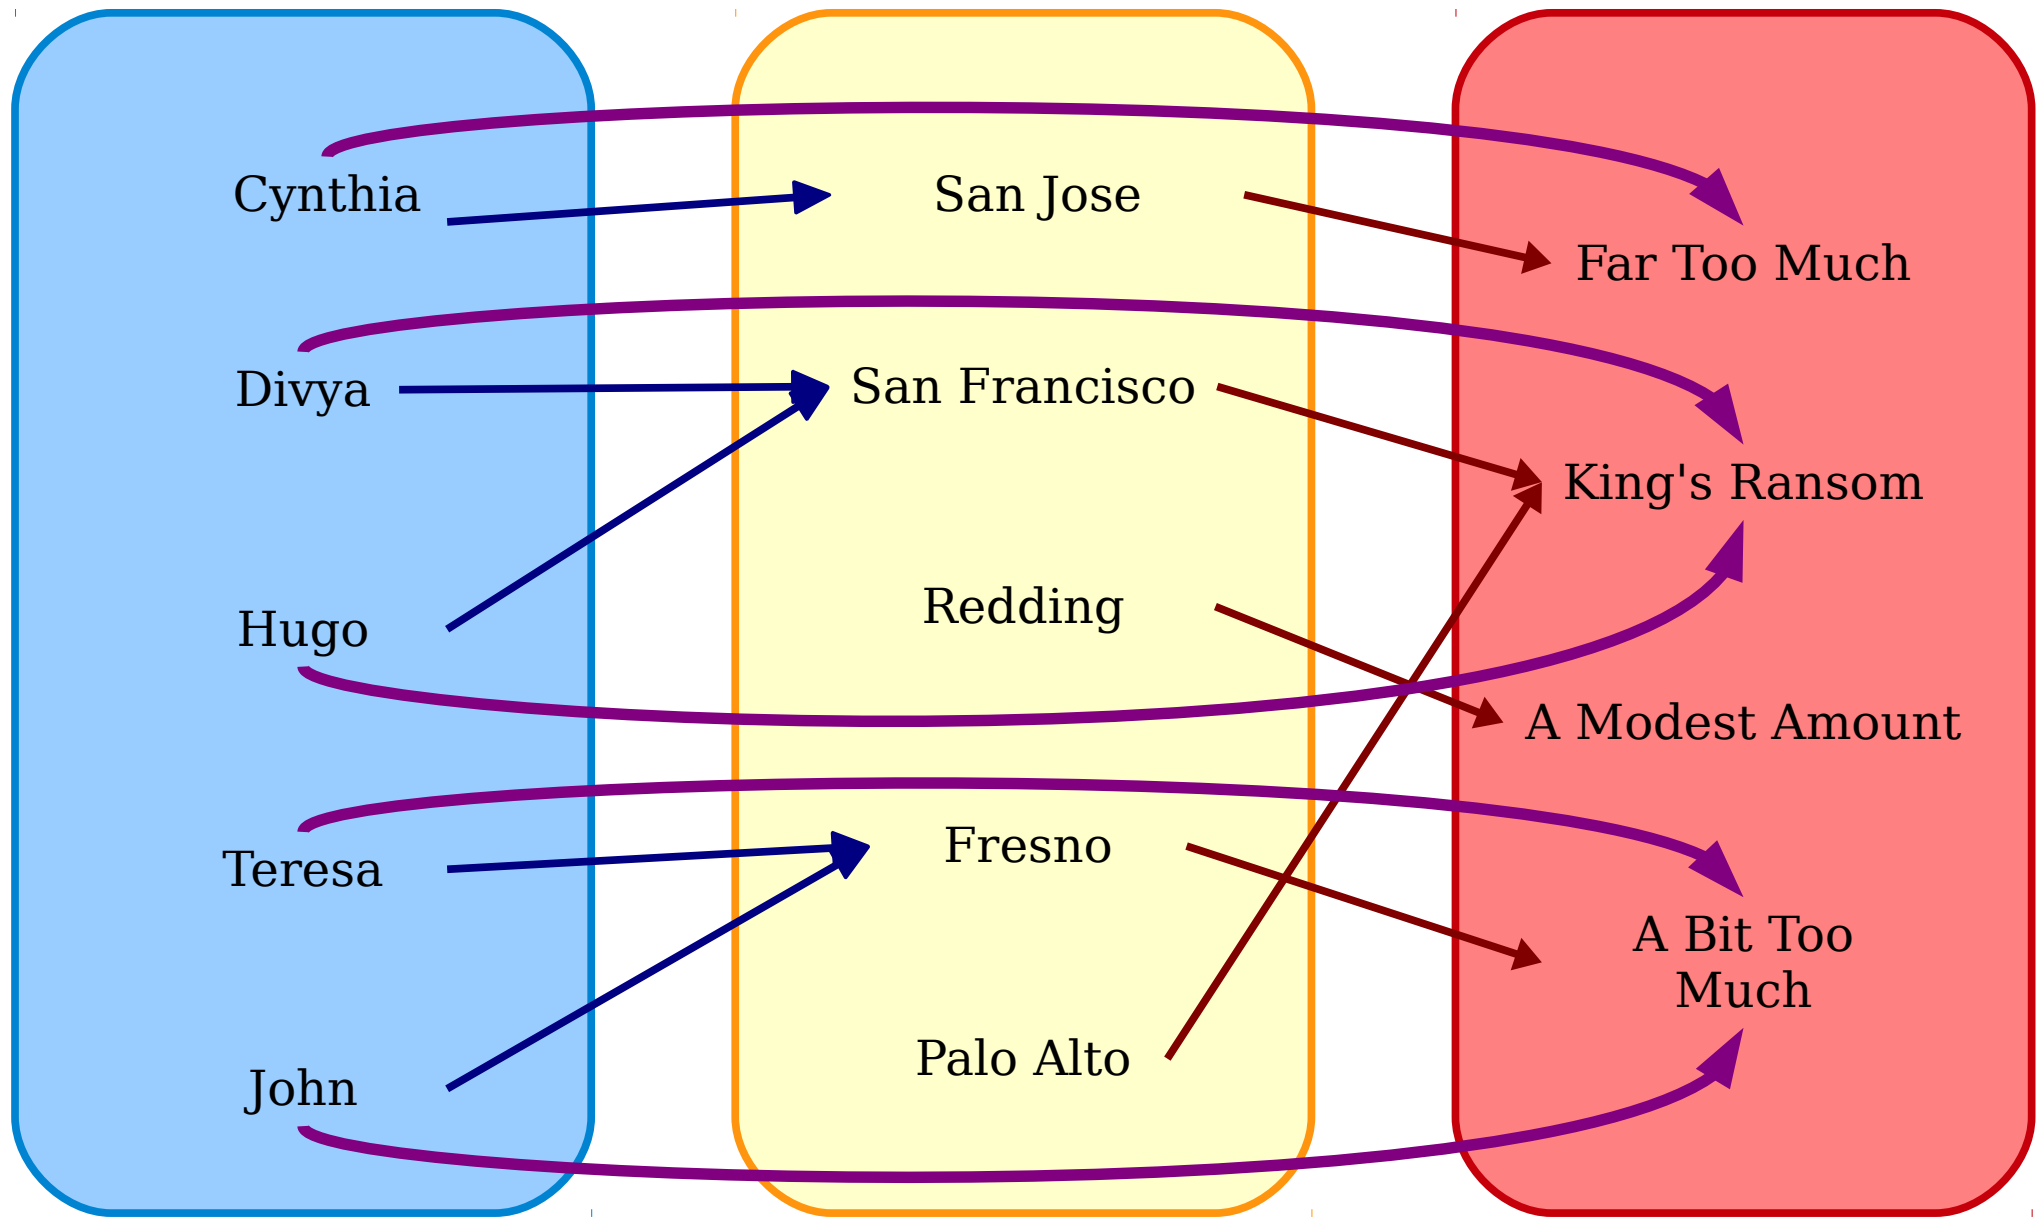 Cynthia
Divya
Hugo
Teresa
John
San Jose
San Francisco
Redding
Fresno
Palo Alto
Far Too Much
King's Ransom
A Modest Amount
A Bit Too
Much